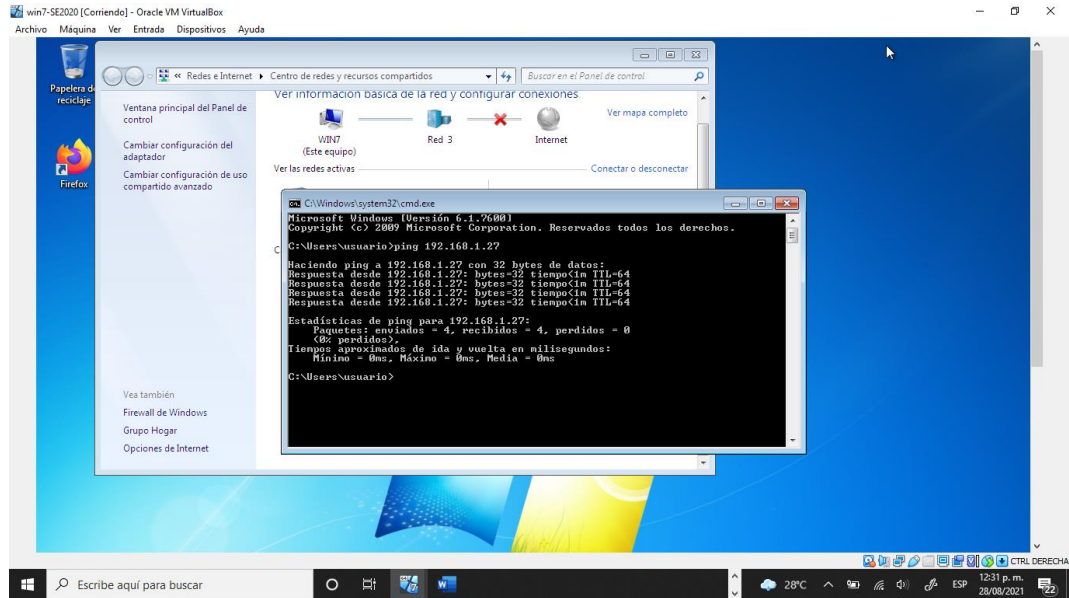 win7-SE2020 [Corriendo] - Oracle VM VirtualBox
Archivo Máquina Ver Entrada Dispositivos Ayuda
Papelera de
reciclaje
Firefox
« Redes e Internet ▸ Centro de redes y recursos compartidos
Buscar en el Panel de control
Ventana principal del Panel de
control
Cambiar configuración del
adaptador
Cambiar configuración de uso
compartido avanzado
Vea también
Firewall de Windows
Grupo Hogar
Opciones de Internet
Ver información básica de la red y configurar conexiones
Ver mapa completo
WIN7
(Este equipo)
Red 3
Internet
Ver las redes activas
Conectar o desconectar
C:\Windows\system32\cmd.exe
Microsoft Windows [Versión 6.1.7600]
Copyright (c) 2009 Microsoft Corporation. Reservados todos los derechos.
C:\Users\usuario>ping 192.168.1.27
Haciendo ping a 192.168.1.27 con 32 bytes de datos:
Respuesta desde 192.168.1.27: bytes=32 tiempo<1m TTL=64
Respuesta desde 192.168.1.27: bytes=32 tiempo<1m TTL=64
Respuesta desde 192.168.1.27: bytes=32 tiempo<1m TTL=64
Respuesta desde 192.168.1.27: bytes=32 tiempo<1m TTL=64
Estadísticas de ping para 192.168.1.27:
Paquetes: enviados = 4, recibidos = 4, perdidos = 0
(0% perdidos),
Tiempos aproximados de ida y vuelta en milisegundos:
Mínimo = 0ms, Máximo = 0ms, Media = 0ms
C:\Users\usuario>
CTRL DERECHA
Escribe aquí para buscar
28°C
ESP
12:31 p. m.
28/08/2021
22